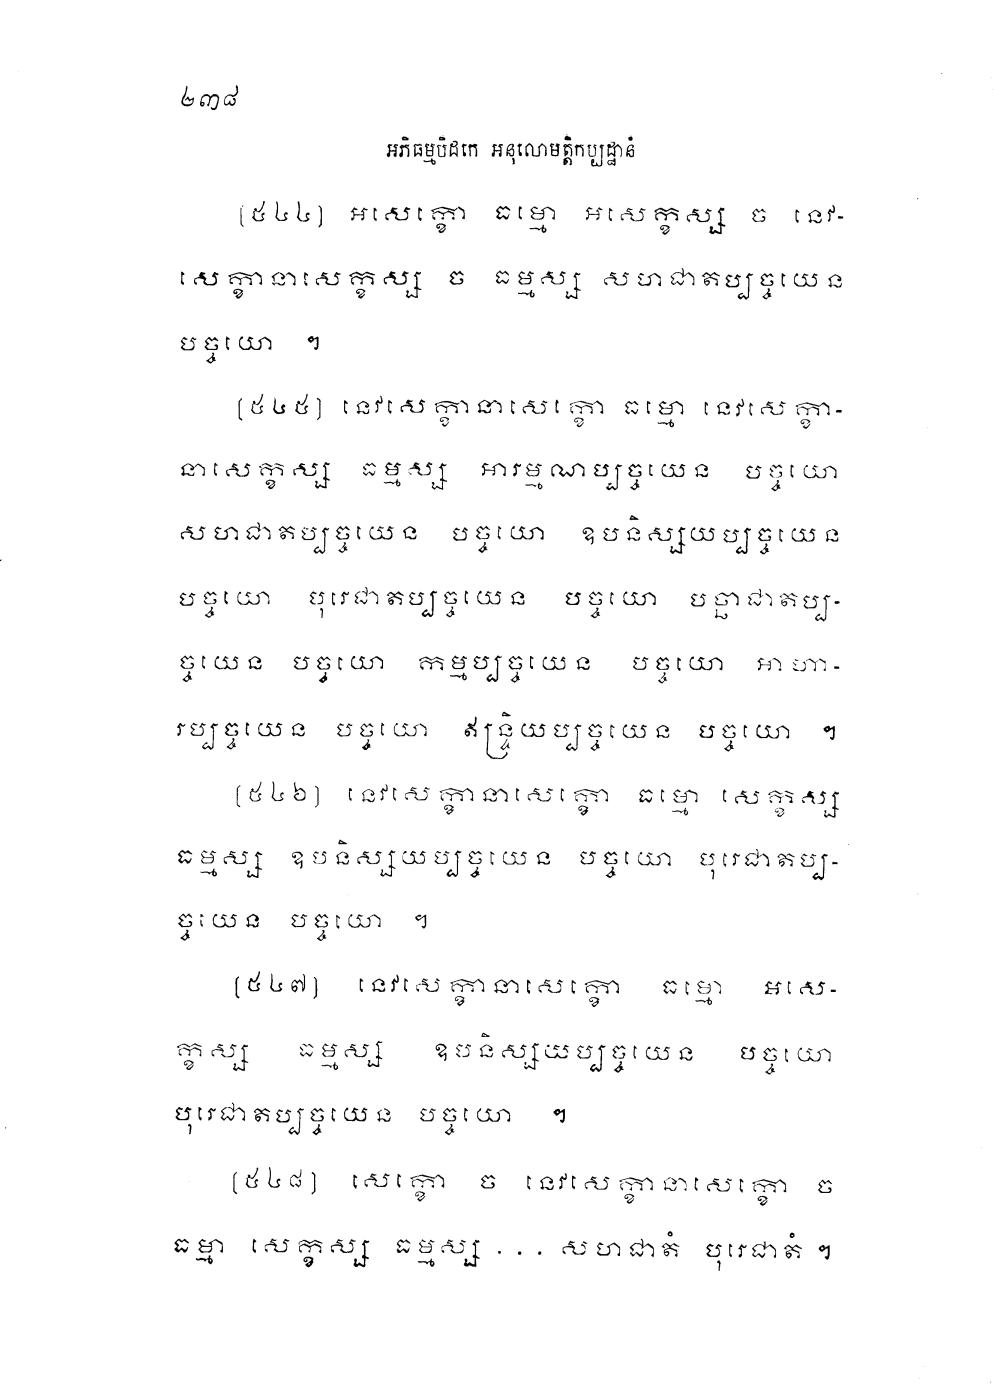 ២៣៨
អភិធម្មបិដកេ អនុលោមត្តិកប្បដ្ឋានំ
(៥៤៤) អសេក្ខោ ធម្មោ អសេក្ខស្ស ច នេវ-
សេក្ខានាសេក្ខស្ស ច ធម្មស្ស សហជាតប្បច្ចយេន
បច្ចយោ ។
(៥៤៥) នេវសេក្ខានាសេក្ខោ ធម្មោ នេវសេក្ខា-
នាសេក្ខស្ស ធម្មស្ស អារម្មណប្បច្ចយេន បច្ចយោ
សហជាតប្បច្ចយេន បច្ចយោ ឧបនិស្សយប្បច្ចយេន
បច្ចយោ បុរេជាតប្បច្ចយេន បច្ចយោ បច្ឆាជាតប្ប-
ច្ចយេន បច្ចយោ កម្មប្បច្ចយេន បច្ចយោ អាហា-
រប្បច្ចយេន បច្ចយោ ឥន្ទ្រិយប្បច្ចយេន បច្ចយោ ។
(៥៤៦) នេវសេក្ខានាសេក្ខោ ធម្មោ សេក្ខស្ស
ធម្មស្ស ឧបនិស្សយប្បច្ចយេន បច្ចយោ បុរេជាតប្ប-
ច្ចយេន បច្ចយោ ។
(៥៤៧) នេវសេក្ខានាសេក្ខោ ធម្មោ អសេ-
ក្ខស្ស ធម្មស្ស ឧបនិស្សយប្បច្ចយេន បច្ចយោ
បុរេជាតប្បច្ចយេន បច្ចយោ ។
(៥៤៨) សេក្ខោ ច នេវសេក្ខានាសេក្ខោ ច
ធម្មា សេក្ខស្ស ធម្មស្ស . . . សហជាតំ បុរេជាតំ ។